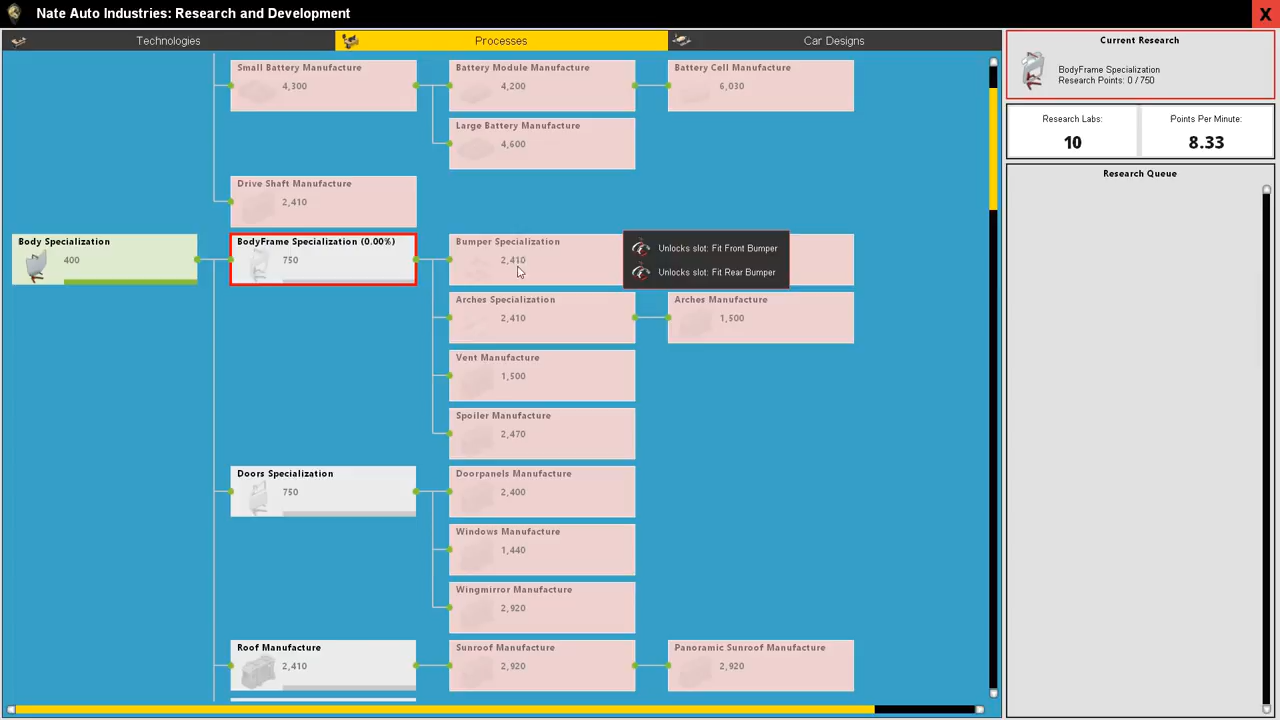 Nate Auto Industries: Research and Development
X
Technologies
Processes
Car Designs
Current Research
BodyFrame Specialization
Research Points: 0 / 750
Research Labs:
10
Points Per Minute:
8.33
Research Queue
Small Battery Manufacture
4,300
Battery Module Manufacture
4,200
Battery Cell Manufacture
6,030
Large Battery Manufacture
4,600
Drive Shaft Manufacture
2,410
Body Specialization
400
BodyFrame Specialization (0.00%)
750
Bumper Specialization
2,410
Unlocks slot: Fit Front Bumper
Unlocks slot: Fit Rear Bumper
Arches Specialization
2,410
Arches Manufacture
1,500
Vent Manufacture
1,500
Spoiler Manufacture
2,470
Doors Specialization
750
Doorpanels Manufacture
2,400
Windows Manufacture
1,440
Wingmirror Manufacture
2,920
Roof Manufacture
2,410
Sunroof Manufacture
2,920
Panoramic Sunroof Manufacture
2,920